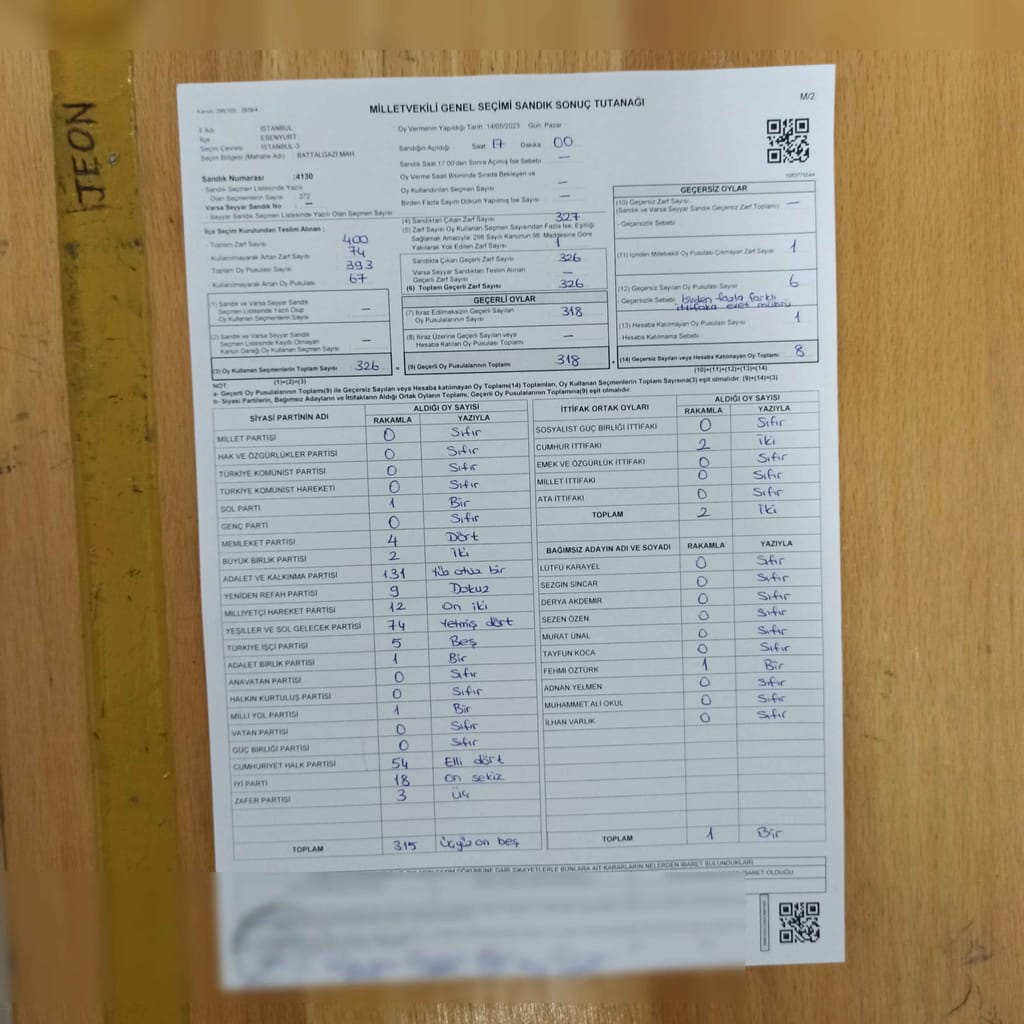 JEON
M/2
MİLLETVEKİLİ GENEL SEÇİMİ SANDIK SONUÇ TUTANAĞI
İl Adı İSTANBUL
İlçe ESENYURT
Seçim Çevresi İSTANBUL-3
Seçim Bölgesi (Mahalle Adı) BATTALGAZİ MAH.
Oy Vermenin Yapıldığı Tarih :14/05/2023 Gün: Pazar
Sandığın Açıldığı Saat 17 Dakika 00
Sandık Saat 17.00'den Sonra Açılmış İse Sebebi —
Oy Verme Saati Bitiminde Sırada Bekleyen ve
Oy Kullandırılan Seçmen Sayısı —
Birden Fazla Sayım Döküm Yapılmış İse Sayısı —
Sandık Numarası :4130
- Sandık Seçmen Listesinde Yazılı
Olan Seçmenlerin Sayısı 372
Varsa Seyyar Sandık No —
- Seyyar Sandık Seçmen Listesinde Yazılı Olan Seçmen Sayısı
İlçe Seçim Kurulundan Teslim Alınan :
- Toplam Zarf Sayısı 400
- Kullanılmayarak Artan Zarf Sayısı 74
- Toplam Oy Pusulası Sayısı 393
- Kullanılmayarak Artan Oy Pusulası 67
(1) Sandık ve Varsa Seyyar Sandık
Seçmen Listesinde Yazılı Olup
Oy Kullanan Seçmenlerin Sayısı —
(2) Sandık ve Varsa Seyyar Sandık
Seçmen Listesinde Kayıtlı Olmayan
Kanun Gereği Oy Kullanan Seçmen Sayısı —
(3) Oy Kullanan Seçmenlerin Toplam Sayısı 326
(1)+(2)=(3)
(4) Sandıktan Çıkan Zarf Sayısı 327
(5) Zarf Sayısı Oy Kullanan Seçmen Sayısından Fazla İse, Eşitliği
Sağlamak Amacıyla, 298 Sayılı Kanunun 98. Maddesine Göre
Yakılarak Yok Edilen Zarf Sayısı 1
Sandıkta Çıkan Geçerli Zarf Sayısı 326
Varsa Seyyar Sandıktan Teslim Alınan
Geçerli Zarf Sayısı —
(6) Toplam Geçerli Zarf Sayısı 326
GEÇERLİ OYLAR
(7) İtiraz Edilmeksizin Geçerli Sayılan
Oy Pusulalarının Sayısı 318
(8) İtiraz Üzerine Geçerli Sayılan veya
Hesaba Katılan Oy Pusulası Toplamı —
(9) Geçerli Oy Pusulalarının Toplamı 318
GEÇERSİZ OYLAR
(10) Geçersiz Zarf Sayısı
(Sandık ve Varsa Seyyar Sandık Geçersiz Zarf Toplamı) —
- Geçersizlik Sebebi
(11) İçinden Milletvekili Oy Pusulası Çıkmayan Zarf Sayısı 1
(12) Geçersiz Sayılan Oy Pusulası Sayısı 6
Geçersizlik Sebebi birden fazla farklı
ittifaka evet mührü
(13) Hesaba Katılmayan Oy Pusulası Sayısı 1
- Hesaba Katılmama Sebebi
(14) Geçersiz Sayılan veya Hesaba Katılmayan Oy Toplamı 8
(10)+(11)+(12)+(13)=(14)
NOT:
a- Geçerli Oy Pusulalarının Toplamı(9) ile Geçersiz Sayılan veya Hesaba katılmayan Oy Toplamı(14) Toplamları, Oy Kullanan Seçmenlerin Toplam Sayısına(3) eşit olmalıdır. (9)+(14)=(3)
b- Siyasi Partilerin, Bağımsız Adayların ve İttifakların Aldığı Oyların Toplamı, Geçerli Oy Pusulalarının Toplamına(9) eşit olmalıdır.
SİYASİ PARTİNİN ADI ALDIĞI OY SAYISI
RAKAMLA YAZIYLA
MİLLET PARTİSİ 0 Sıfır
HAK VE ÖZGÜRLÜKLER PARTİSİ 0 Sıfır
TÜRKİYE KOMÜNİST PARTİSİ 0 Sıfır
TÜRKİYE KOMÜNİST HAREKETİ 0 Sıfır
SOL PARTİ 1 Bir
GENÇ PARTİ 0 Sıfır
MEMLEKET PARTİSİ 4 Dört
BÜYÜK BİRLİK PARTİSİ 2 İki
ADALET VE KALKINMA PARTİSİ 131 Yüz otuz bir
YENİDEN REFAH PARTİSİ 9 Dokuz
MİLLİYETÇİ HAREKET PARTİSİ 12 On iki
YEŞİLLER VE SOL GELECEK PARTİSİ 74 Yetmiş dört
TÜRKİYE İŞÇİ PARTİSİ 5 Beş
ADALET BİRLİK PARTİSİ 1 Bir
ANAVATAN PARTİSİ 0 Sıfır
HALKIN KURTULUŞ PARTİSİ 0 Sıfır
MİLLİ YOL PARTİSİ 1 Bir
VATAN PARTİSİ 0 Sıfır
GÜÇ BİRLİĞİ PARTİSİ 0 Sıfır
CUMHURİYET HALK PARTİSİ 54 Elli dört
İYİ PARTİ 18 On sekiz
ZAFER PARTİSİ 3 Üç
TOPLAM 315 Üçyüz on beş
İTTİFAK ORTAK OYLARI ALDIĞI OY SAYISI
RAKAMLA YAZIYLA
SOSYALİST GÜÇ BİRLİĞİ İTTİFAKI 0 Sıfır
CUMHUR İTTİFAKI 2 İki
EMEK VE ÖZGÜRLÜK İTTİFAKI 0 Sıfır
MİLLET İTTİFAKI 0 Sıfır
ATA İTTİFAKI 0 Sıfır
TOPLAM 2 İki
BAĞIMSIZ ADAYIN ADI VE SOYADI RAKAMLA YAZIYLA
LÜTFÜ KARAYEL 0 Sıfır
SEZGİN SİNCAR 0 Sıfır
DERYA AKDEMİR 0 Sıfır
SEZEN ÖZEN 0 Sıfır
MURAT ÜNAL 0 Sıfır
TAYFUN KOCA 0 Sıfır
FEHMİ ÖZTÜRK 1 Bir
ADNAN YELMEN 0 Sıfır
MUHAMMET ALİ OKUL 0 Sıfır
İLHAN VARLIK 0 Sıfır
TOPLAM 1 Bir
DÖKÜMÜNE DAİR ŞİKAYETLERLE BUNLARA AİT KARARLARIN NELERDEN İBARET BULUNDUKLARI
İBARET OLDUĞU